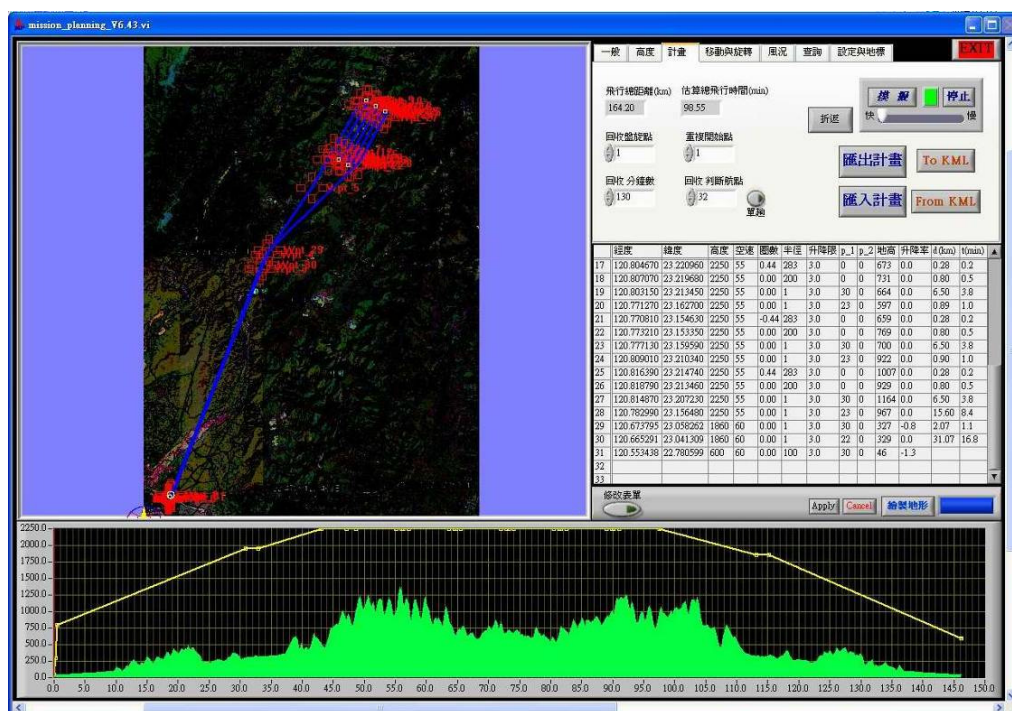 mission_planning_V6.43.vi
一般 高度 計畫 移動與旋轉 風況 查詢 設定與地標 EXIT
飛行總距離(km) 估算總飛行時間(min)
164.20 98.55
模擬 停止
快 慢
折返
回收盤旋點 重複開始點
1 1
匯出計畫 To KML
回收 分鐘數 回收 判斷航點
130 32
單趟
匯入計畫 From KML
經度 緯度 高度 空速 圈數 半徑 升降限 p_1 p_2 地高 升降率 d(km) t(min)
17 120.804670 23.220960 2250 55 0.44 283 3.0 0 0 673 0.0 0.28 0.2
18 120.807070 23.219680 2250 55 0.00 200 3.0 0 0 731 0.0 0.80 0.5
19 120.803150 23.213450 2250 55 0.00 1 3.0 30 0 664 0.0 6.50 3.8
20 120.771270 23.162700 2250 55 0.00 1 3.0 23 0 597 0.0 0.89 1.0
21 120.770810 23.154630 2250 55 -0.44 283 3.0 0 0 659 0.0 0.28 0.2
22 120.773210 23.153350 2250 55 0.00 200 3.0 0 0 769 0.0 0.80 0.5
23 120.777130 23.159590 2250 55 0.00 1 3.0 30 0 700 0.0 6.50 3.8
24 120.809010 23.210340 2250 55 0.00 1 3.0 23 0 922 0.0 0.90 1.0
25 120.816390 23.214740 2250 55 0.44 283 3.0 0 0 1007 0.0 0.28 0.2
26 120.818790 23.213460 2250 55 0.00 200 3.0 0 0 929 0.0 0.80 0.5
27 120.814870 23.207230 2250 55 0.00 1 3.0 30 0 1164 0.0 6.50 3.8
28 120.782990 23.156480 2250 55 0.00 1 3.0 23 0 967 0.0 15.60 8.4
29 120.673795 23.058262 1860 60 0.00 1 3.0 30 0 327 -0.8 2.07 1.1
30 120.665291 23.041309 1860 60 0.00 1 3.0 22 0 329 0.0 31.07 16.8
31 120.553438 22.780599 600 60 0.00 100 3.0 30 0 46 -1.3
32
33
修改表單
Apply Cancel 繪製地形
2250.0
2000.0
1750.0
1500.0
1250.0
1000.0
750.0
500.0
250.0
0.0
0.0 5.0 10.0 15.0 20.0 25.0 30.0 35.0 40.0 45.0 50.0 55.0 60.0 65.0 70.0 75.0 80.0 85.0 90.0 95.0 100.0 105.0 110.0 115.0 120.0 125.0 130.0 135.0 140.0 145.0 150.0